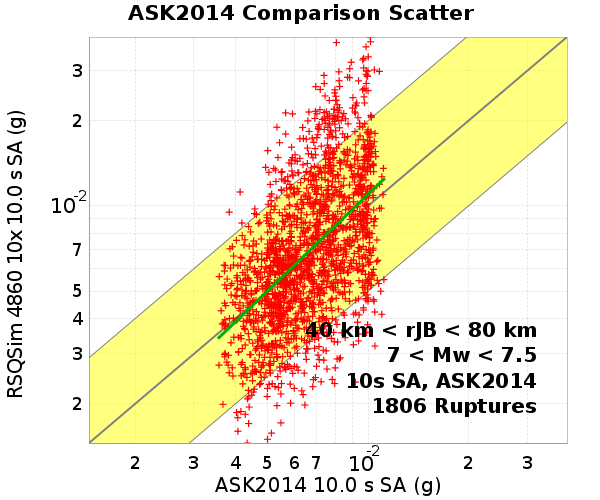 ASK2014 Comparison Scatter
RSQSim 4860 10x 10.0 s SA (g)
3
2
10⁻²
7
5
4
3
2
40 km < rJB < 80 km
7 < Mw < 7.5
10s SA, ASK2014
1806 Ruptures
2 3 4 5 6 7 10⁻² 2 3
ASK2014 10.0 s SA (g)